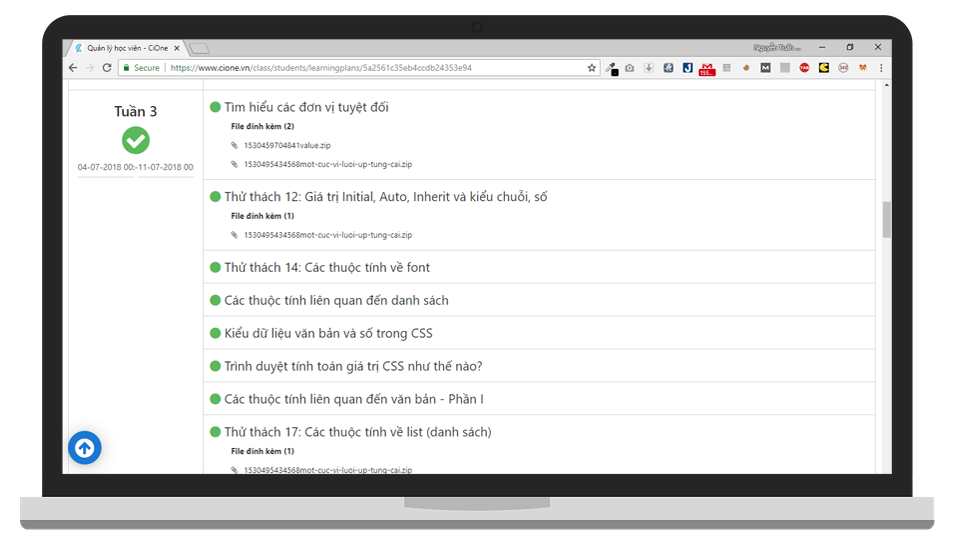 Quản lý học viên - CiOne
Secure
https://www.cione.vn/class/students/learningplans/5a2561c35eb4ccdb24353e94
155...
Tuần 3
04-07-2018 00:-11-07-2018 00:
Tìm hiểu các đơn vị tuyệt đối
File đính kèm (2)
1530459704841value.zip
1530495434568mot-cuc-vi-luoi-up-tung-cai.zip
Thử thách 12: Giá trị Initial, Auto, Inherit và kiểu chuỗi, số
File đính kèm (1)
1530495434568mot-cuc-vi-luoi-up-tung-cai.zip
Thử thách 14: Các thuộc tính về font
Các thuộc tính liên quan đến danh sách
Kiểu dữ liệu văn bản và số trong CSS
Trình duyệt tính toán giá trị CSS như thế nào?
Các thuộc tính liên quan đến văn bản - Phần I
Thử thách 17: Các thuộc tính về list (danh sách)
File đính kèm (1)
1530495434568mot-cuc-vi-luoi-up-tung-cai.zip